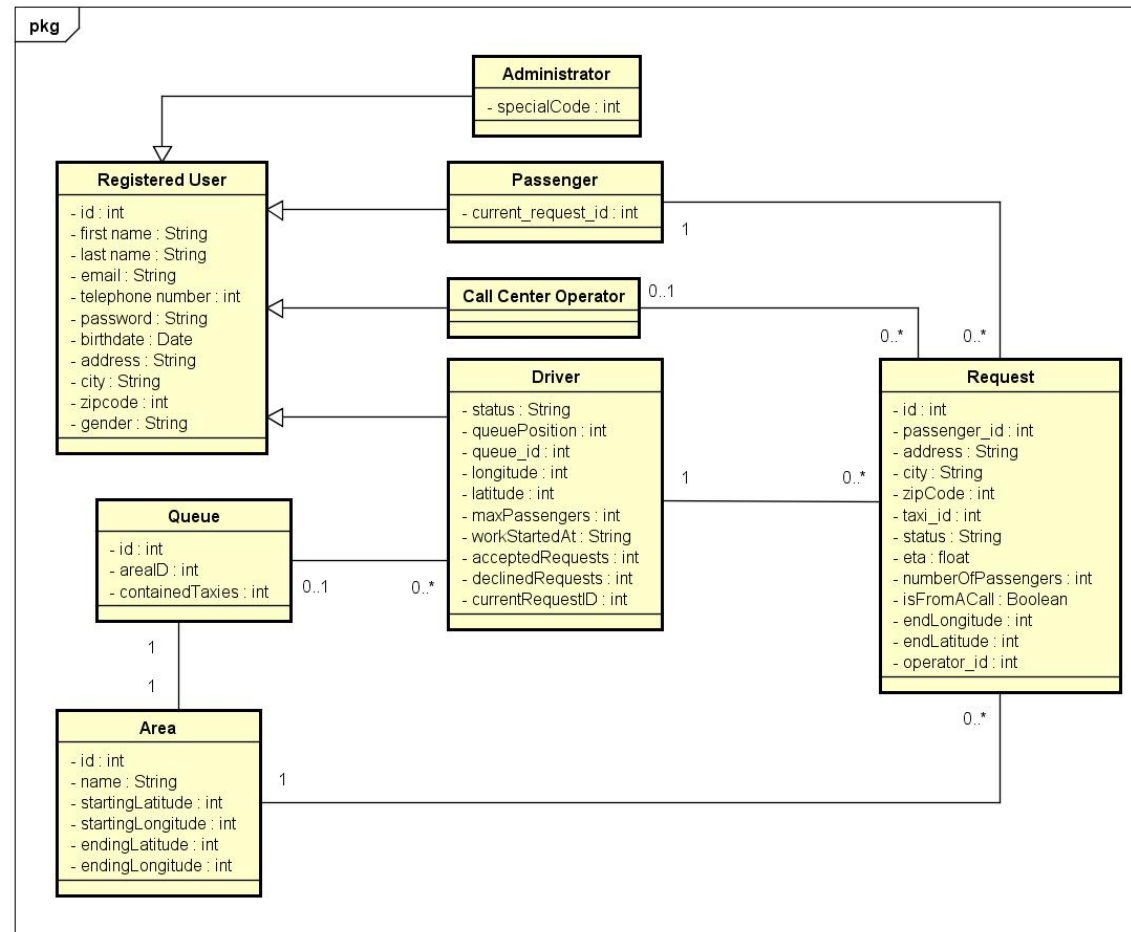 pkg
Administrator
- specialCode : int
Registered User
- id : int
- first name : String
- last name : String
- email : String
- telephone number : int
- password : String
- birthdate : Date
- address : String
- city : String
- zipcode : int
- gender : String
Passenger
- current_request_id : int
1
Call Center Operator
0..1
0..*
0..*
Driver
- status : String
- queuePosition : int
- queue_id : int
- longitude : int
- latitude : int
- maxPassengers : int
- workStartedAt : String
- acceptedRequests : int
- declinedRequests : int
- currentRequestID : int
1
0..*
Request
- id : int
- passenger_id : int
- address : String
- city : String
- zipCode : int
- taxi_id : int
- status : String
- eta : float
- numberOfPassengers : int
- isFromACall : Boolean
- endLongitude : int
- endLatitude : int
- operator_id : int
Queue
- id : int
- areaID : int
- containedTaxies : int
0..1
0..*
1
1
Area
- id : int
- name : String
- startingLatitude : int
- startingLongitude : int
- endingLatitude : int
- endingLongitude : int
1
0..*